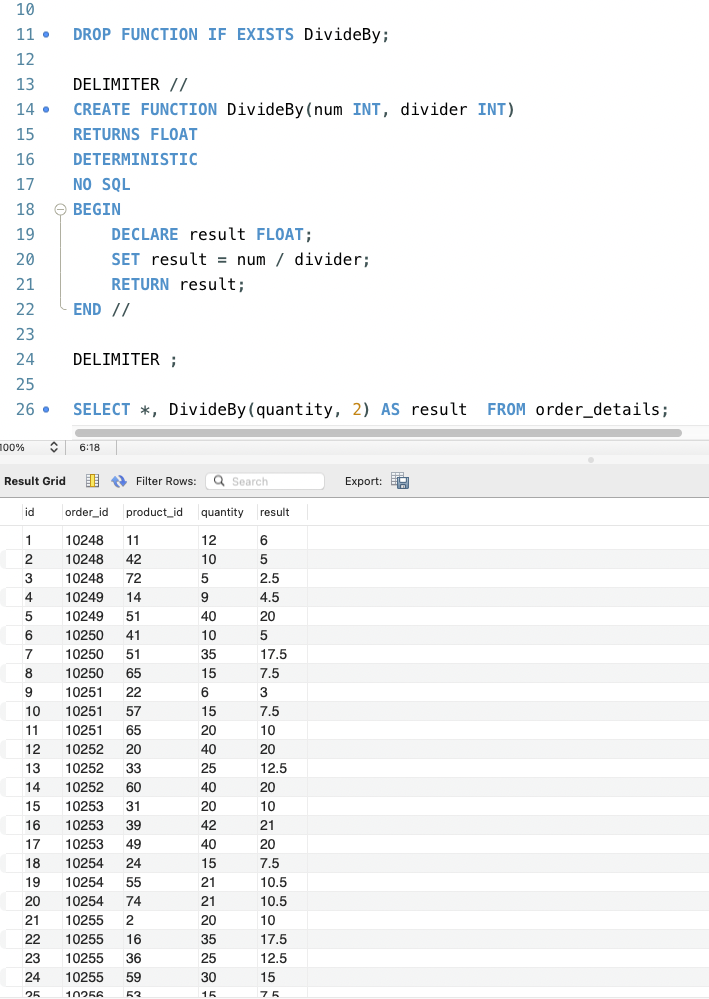 10
11 DROP FUNCTION IF EXISTS DivideBy;
12
13 DELIMITER //
14 CREATE FUNCTION DivideBy(num INT, divider INT)
15 RETURNS FLOAT
16 DETERMINISTIC
17 NO SQL
18 BEGIN
19 DECLARE result FLOAT;
20 SET result = num / divider;
21 RETURN result;
22 END //
23
24 DELIMITER ;
25
26 SELECT *, DivideBy(quantity, 2) AS result  FROM order_details;
100% 6:18
Result Grid Filter Rows: Search Export:
id order_id product_id quantity result
1 10248 11 12 6
2 10248 42 10 5
3 10248 72 5 2.5
4 10249 14 9 4.5
5 10249 51 40 20
6 10250 41 10 5
7 10250 51 35 17.5
8 10250 65 15 7.5
9 10251 22 6 3
10 10251 57 15 7.5
11 10251 65 20 10
12 10252 20 40 20
13 10252 33 25 12.5
14 10252 60 40 20
15 10253 31 20 10
16 10253 39 42 21
17 10253 49 40 20
18 10254 24 15 7.5
19 10254 55 21 10.5
20 10254 74 21 10.5
21 10255 2 20 10
22 10255 16 35 17.5
23 10255 36 25 12.5
24 10255 59 30 15
25 10256 53 15 7.5